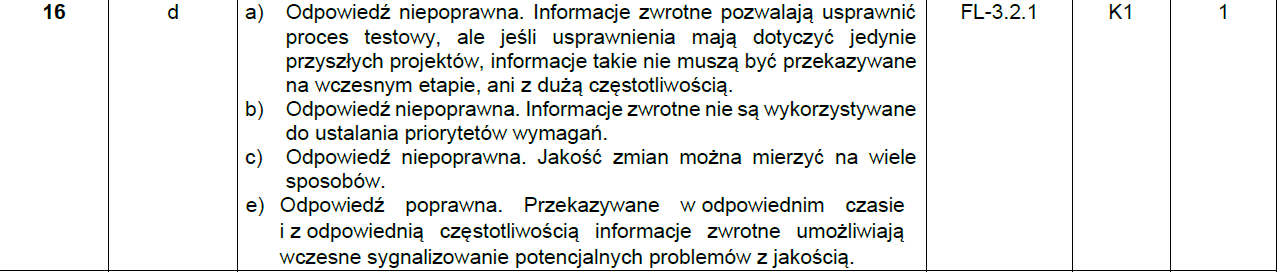 16 d a) Odpowiedź niepoprawna. Informacje zwrotne pozwalają usprawnić FL-3.2.1 K1 1
proces testowy, ale jeśli usprawnienia mają dotyczyć jedynie
przyszłych projektów, informacje takie nie muszą być przekazywane
na wczesnym etapie, ani z dużą częstotliwością.
b) Odpowiedź niepoprawna. Informacje zwrotne nie są wykorzystywane
do ustalania priorytetów wymagań.
c) Odpowiedź niepoprawna. Jakość zmian można mierzyć na wiele
sposobów.
e) Odpowiedź poprawna. Przekazywane w odpowiednim czasie
i z odpowiednią częstotliwością informacje zwrotne umożliwiają
wczesne sygnalizowanie potencjalnych problemów z jakością.